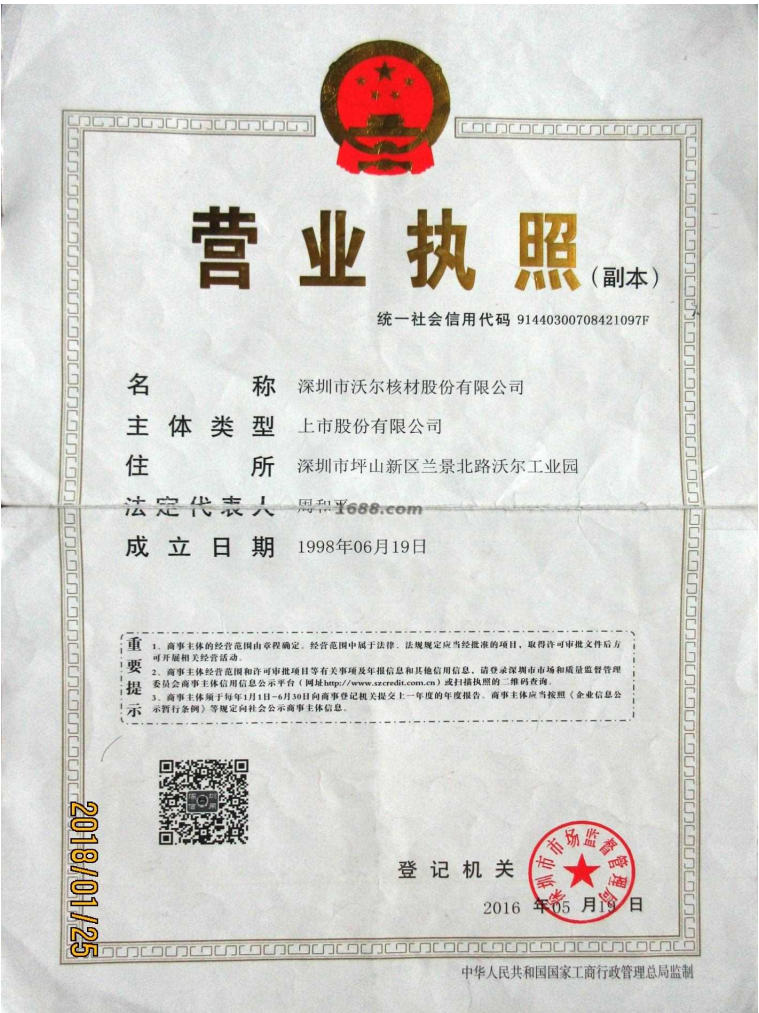 营业执照（副本）
统一社会信用代码 91440300708421097F
名称 深圳市沃尔核材股份有限公司
主体类型 上市股份有限公司
住所 深圳市坪山新区兰景北路沃尔工业园
法定代表人 周和平
1688.com
成立日期 1998年06月19日
重要提示
1、商事主体的经营范围由章程确定。经营范围中属于法律、法规规定应当经批准的项目，取得许可审批文件后方
可开展相关经营活动。
2、商事主体经营范围和许可审批项目等有关事项及年报信息和其他信用信息，请登录深圳市市场和质量监督管理
委员会商事主体信用信息公示平台（网址http://www.szcredit.com.cn）或扫描执照的二维码查询。
3、商事主体须于每年1月1日-6月30日向商事登记机关提交上一年度的年度报告。商事主体应当按照《企业信息公
示暂行条例》等规定向社会公示商事主体信息。
登记机关
深圳市市场监督管理局
2016 年05 月19 日
2018/01/25
中华人民共和国国家工商行政管理总局监制